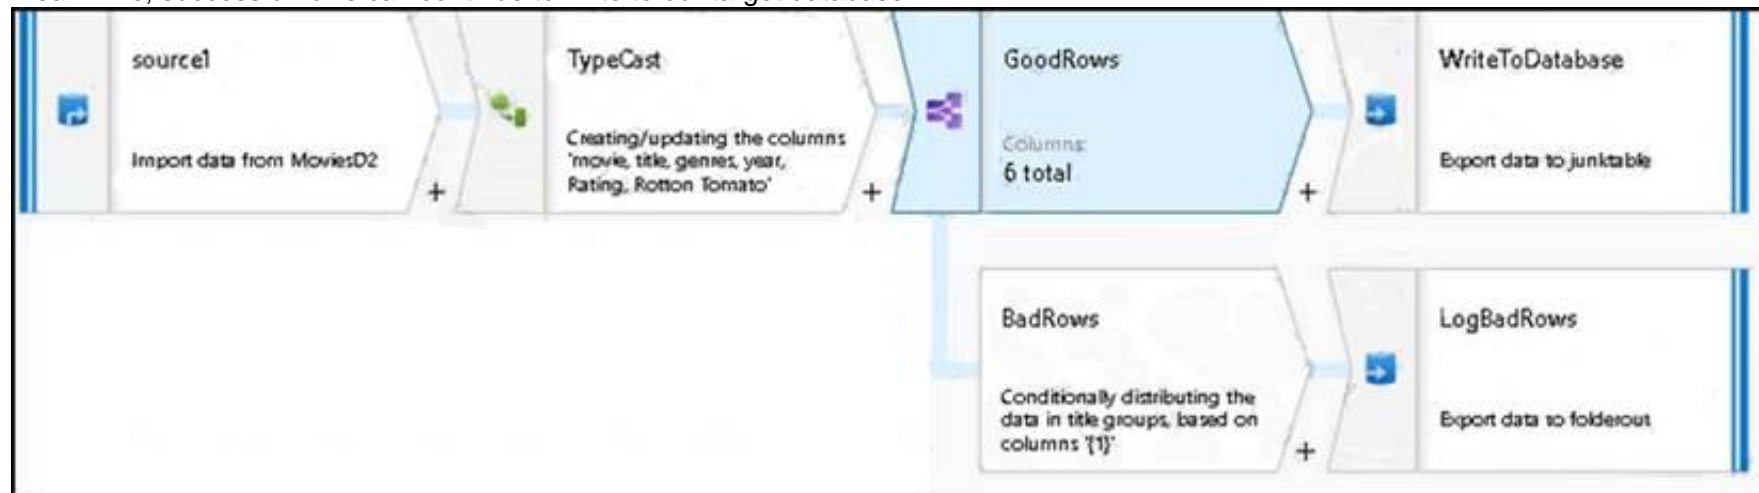 source1
Import data from MoviesD2
+
TypeCast
Creating/updating the columns
'movie, title, genres, year,
Rating, Rotton Tomato'
+
GoodRows
Columns:
6 total
+
WriteToDatabase
Export data to junktable
BadRows
Conditionally distributing the
data in title groups, based on
columns '{1}'
+
LogBadRows
Export data to folderout